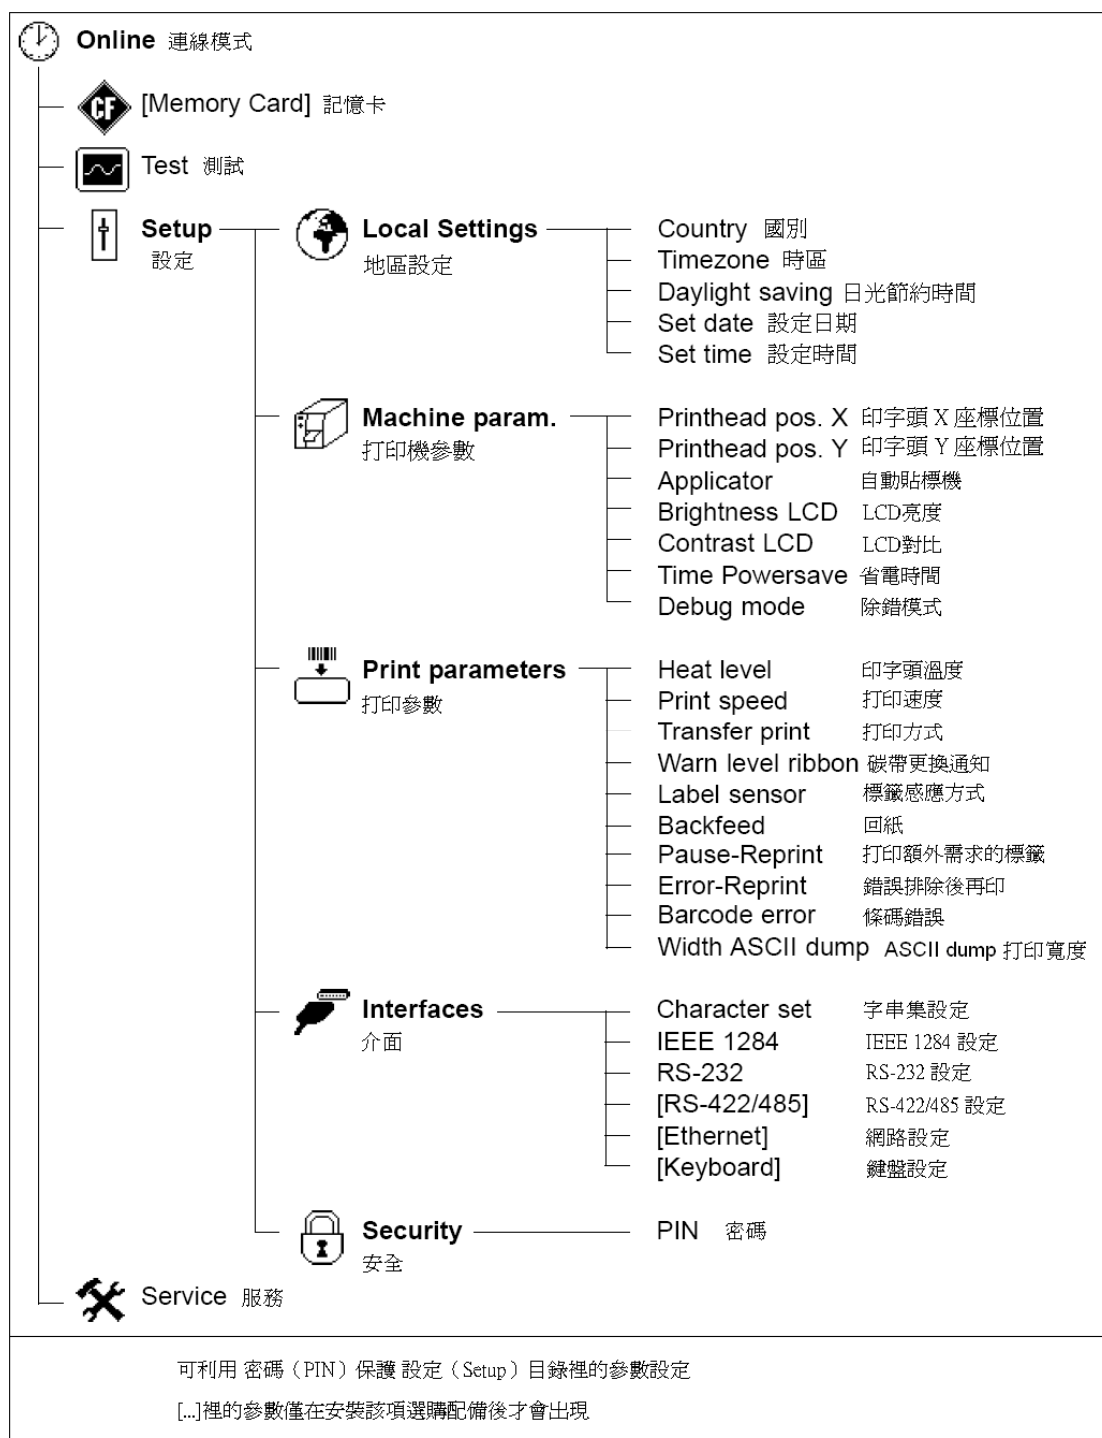 Online 連線模式
CF [Memory Card] 記憶卡
Test 測試
Setup
設定
Local Settings
地區設定
Country 國別
Timezone 時區
Daylight saving 日光節約時間
Set date 設定日期
Set time 設定時間
Machine param.
打印機參數
Printhead pos. X 印字頭 X 座標位置
Printhead pos. Y 印字頭 Y 座標位置
Applicator 自動貼標機
Brightness LCD LCD亮度
Contrast LCD LCD對比
Time Powersave 省電時間
Debug mode 除錯模式
Print parameters
打印參數
Heat level 印字頭溫度
Print speed 打印速度
Transfer print 打印方式
Warn level ribbon 碳帶更換通知
Label sensor 標籤感應方式
Backfeed 回紙
Pause-Reprint 打印額外需求的標籤
Error-Reprint 錯誤排除後再印
Barcode error 條碼錯誤
Width ASCII dump ASCII dump 打印寬度
Interfaces
介面
Character set 字串集設定
IEEE 1284 IEEE 1284 設定
RS-232 RS-232 設定
[RS-422/485] RS-422/485 設定
[Ethernet] 網路設定
[Keyboard] 鍵盤設定
Security
安全
PIN 密碼
Service 服務
可利用 密碼（PIN）保護 設定（Setup）目錄裡的參數設定
[...]裡的參數僅在安裝該項選購配備後才會出現